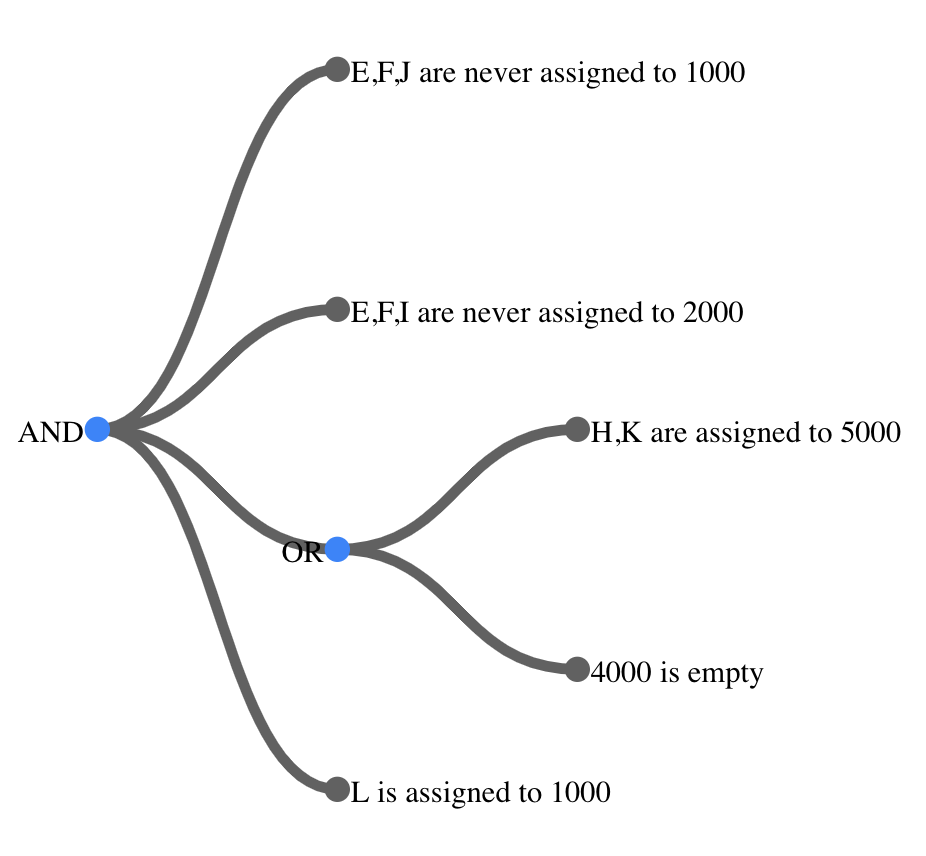 E,F,J are never assigned to 1000
E,F,I are never assigned to 2000
AND
H,K are assigned to 5000
OR
4000 is empty
L is assigned to 1000